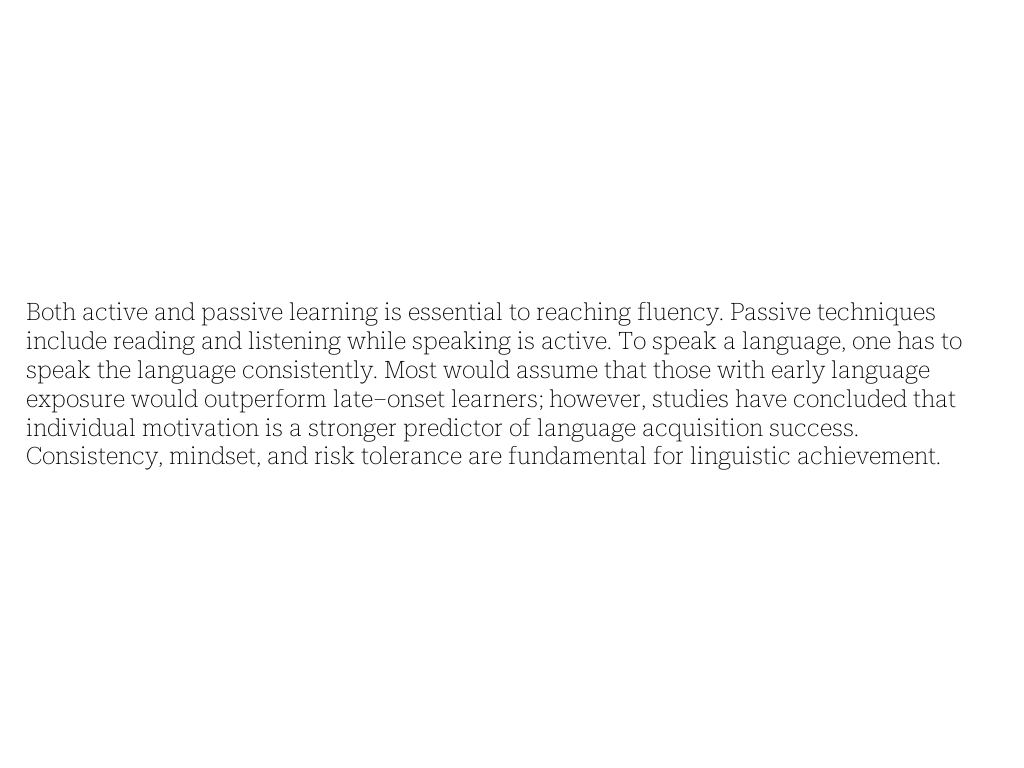 Both active and passive learning is essential to reaching fluency. Passive techniques
include reading and listening while speaking is active. To speak a language, one has to
speak the language consistently. Most would assume that those with early language
exposure would outperform late–onset learners; however, studies have concluded that
individual motivation is a stronger predictor of language acquisition success.
Consistency, mindset, and risk tolerance are fundamental for linguistic achievement.